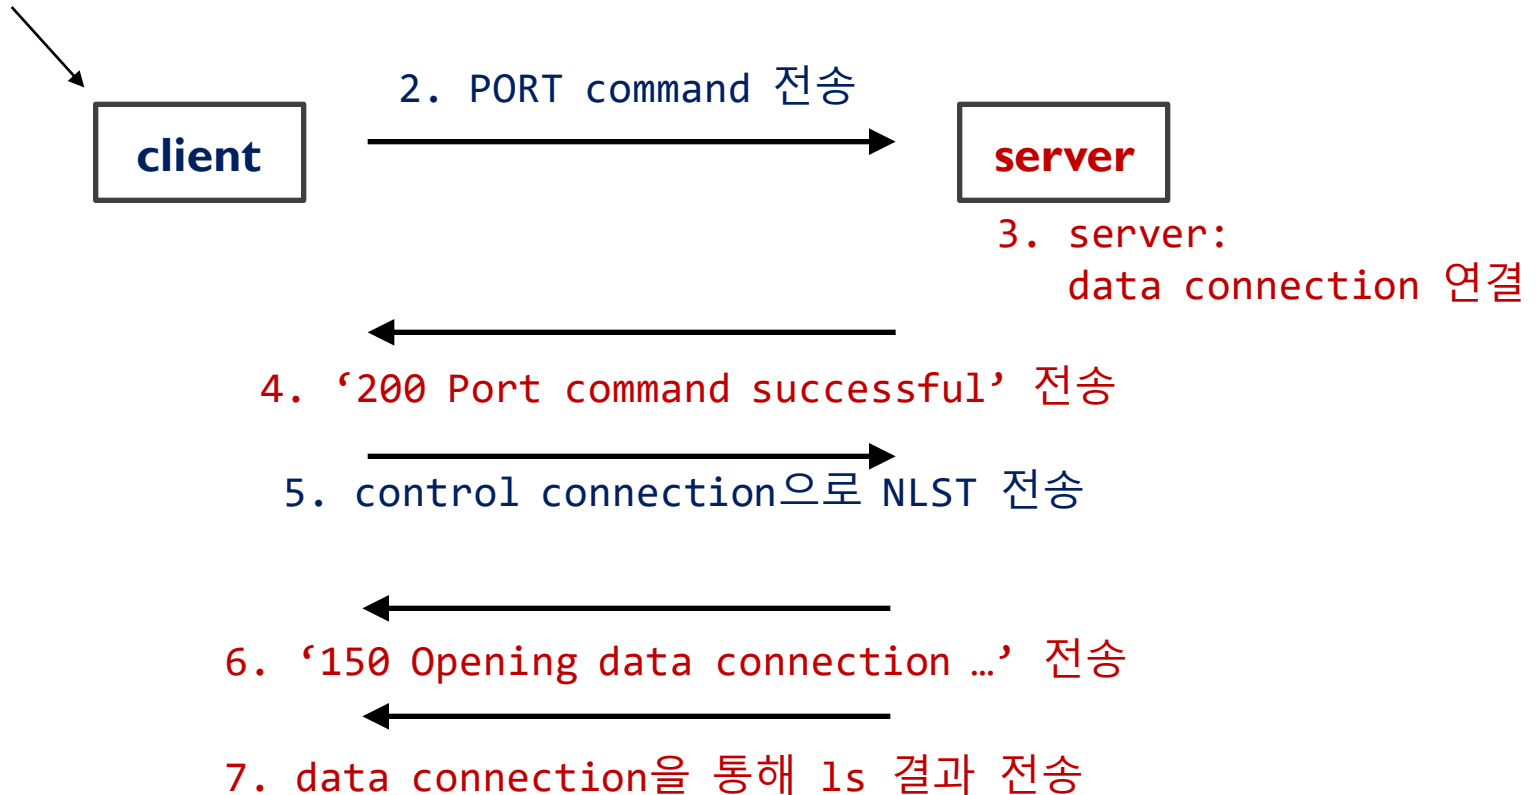 2. PORT command 전송
client
server
3. server:
data connection 연결
4. ‘200 Port command successful’ 전송
5. control connection으로 NLST 전송
6. ‘150 Opening data connection …’ 전송
7. data connection을 통해 ls 결과 전송